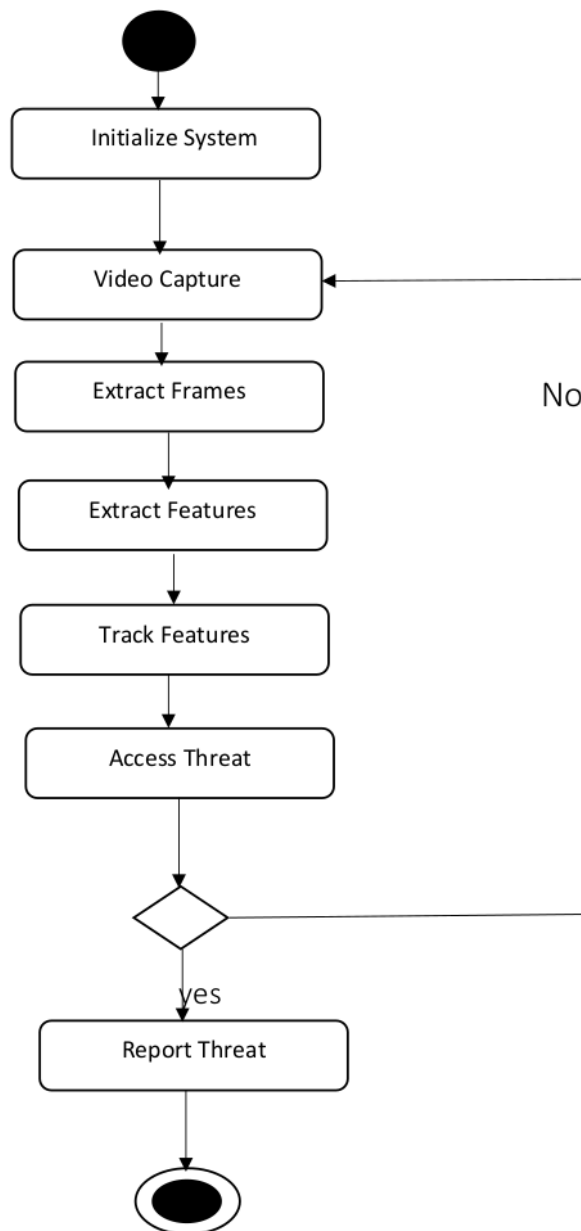 Initialize System
Video Capture
Extract Frames
No
Extract Features
Track Features
Access Threat
yes
Report Threat